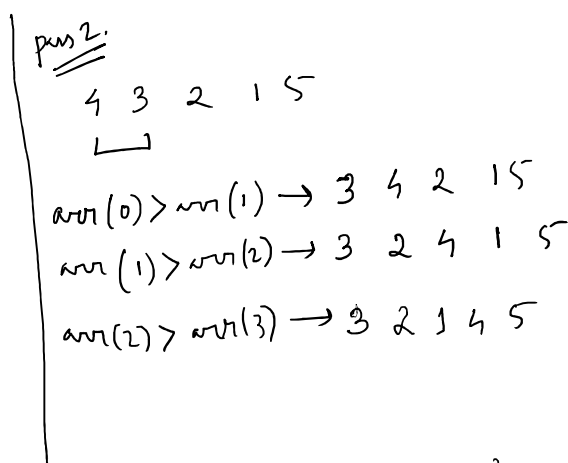 pass 2.
4 3 2 1 5
arr(0) > arr(1) → 3 4 2 1 5
arr(1) > arr(2) → 3 2 4 1 5
arr(2) > arr(3) → 3 2 1 4 5